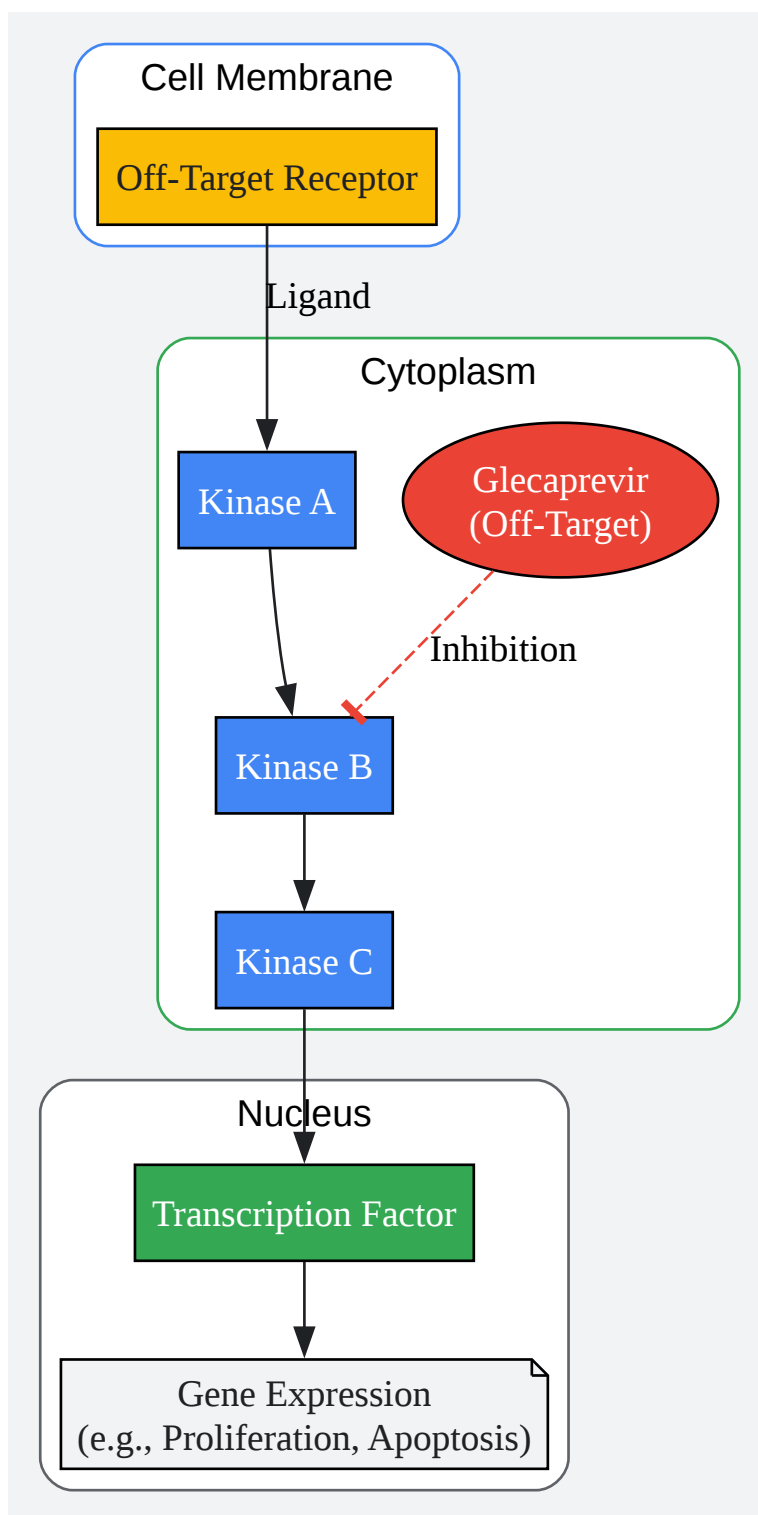 Cell Membrane
Off-Target Receptor
Ligand
Cytoplasm
Kinase A
Glecaprevir
(Off-Target)
Inhibition
Kinase B
Kinase C
Nucleus
Transcription Factor
Gene Expression
(e.g., Proliferation, Apoptosis)